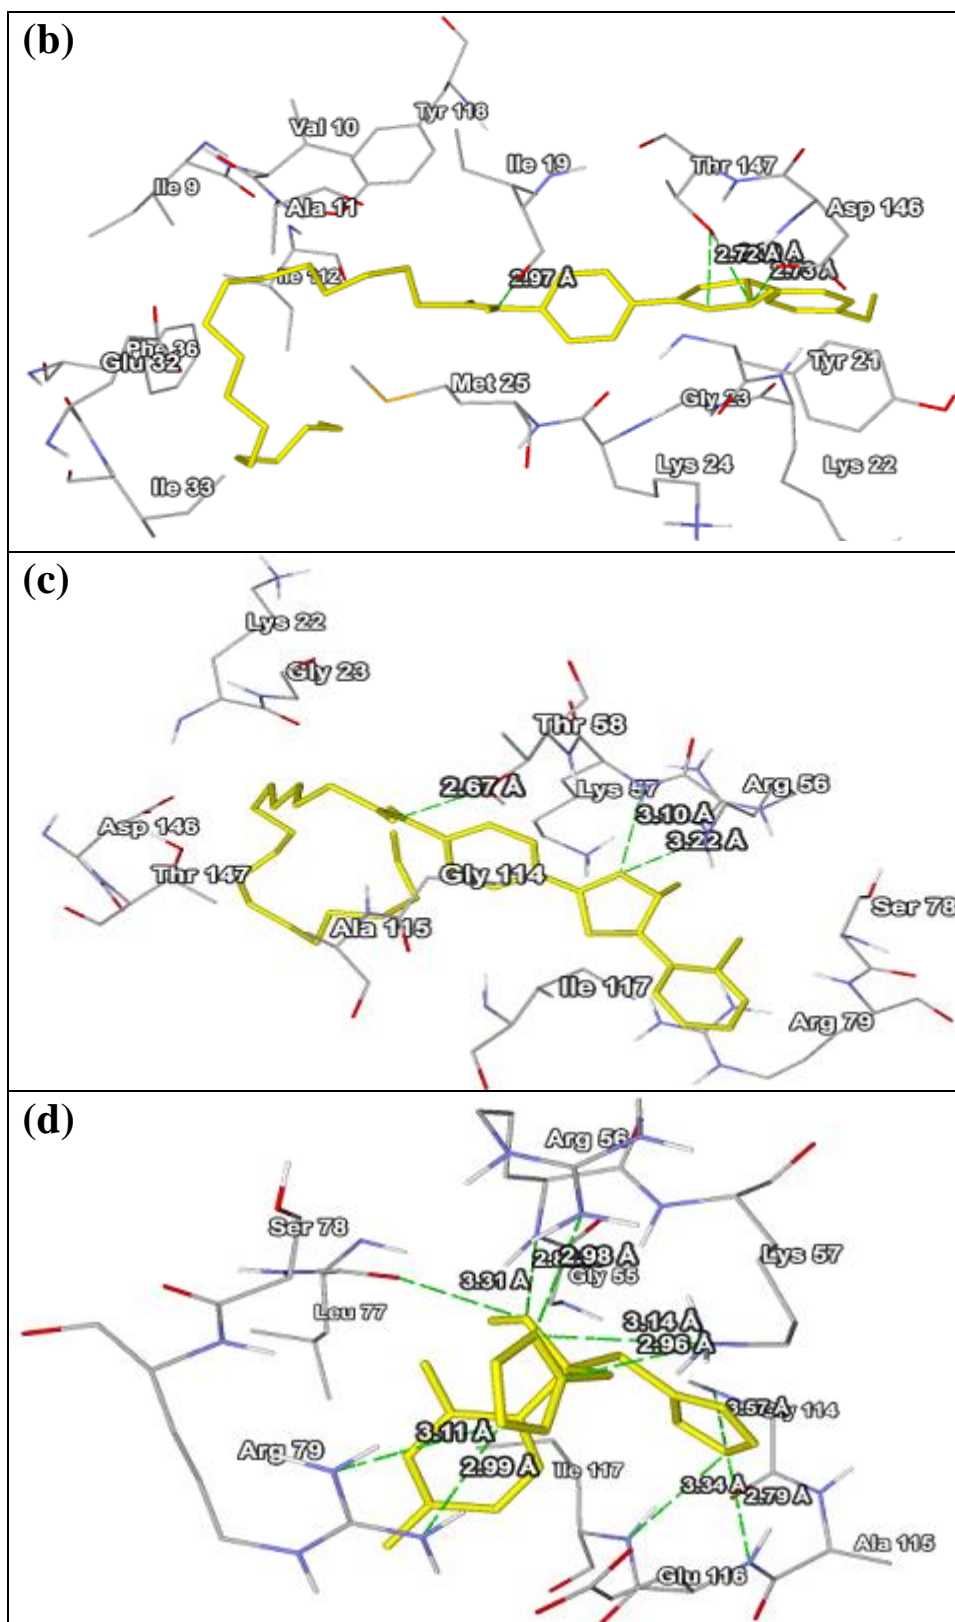 (b)
Tyr 118
Val 10
Ile 19
Thr 147
Ile 9
Ala 11
Asp 146
2.72 Å
2.73 Å
Ile 112
2.97 Å
Phe 36
Glu 32
Met 25
Tyr 21
Gly 23
Ile 33
Lys 24
Lys 22
(c)
Lys 22
Gly 23
Thr 58
Lys 57
Arg 56
2.67 Å
3.10 Å
Asp 146
3.22 Å
Thr 147
Gly 114
Ser 78
Ala 115
Ile 117
Arg 79
(d)
Arg 56
Ser 78
Lys 57
2.98 Å
3.31 Å
Gly 55
Leu 77
3.14 Å
2.96 Å
3.57 Å
114
3.11 Å
Arg 79
2.99 Å
Ile 117
3.34 Å
2.79 Å
Ala 115
Glu 116